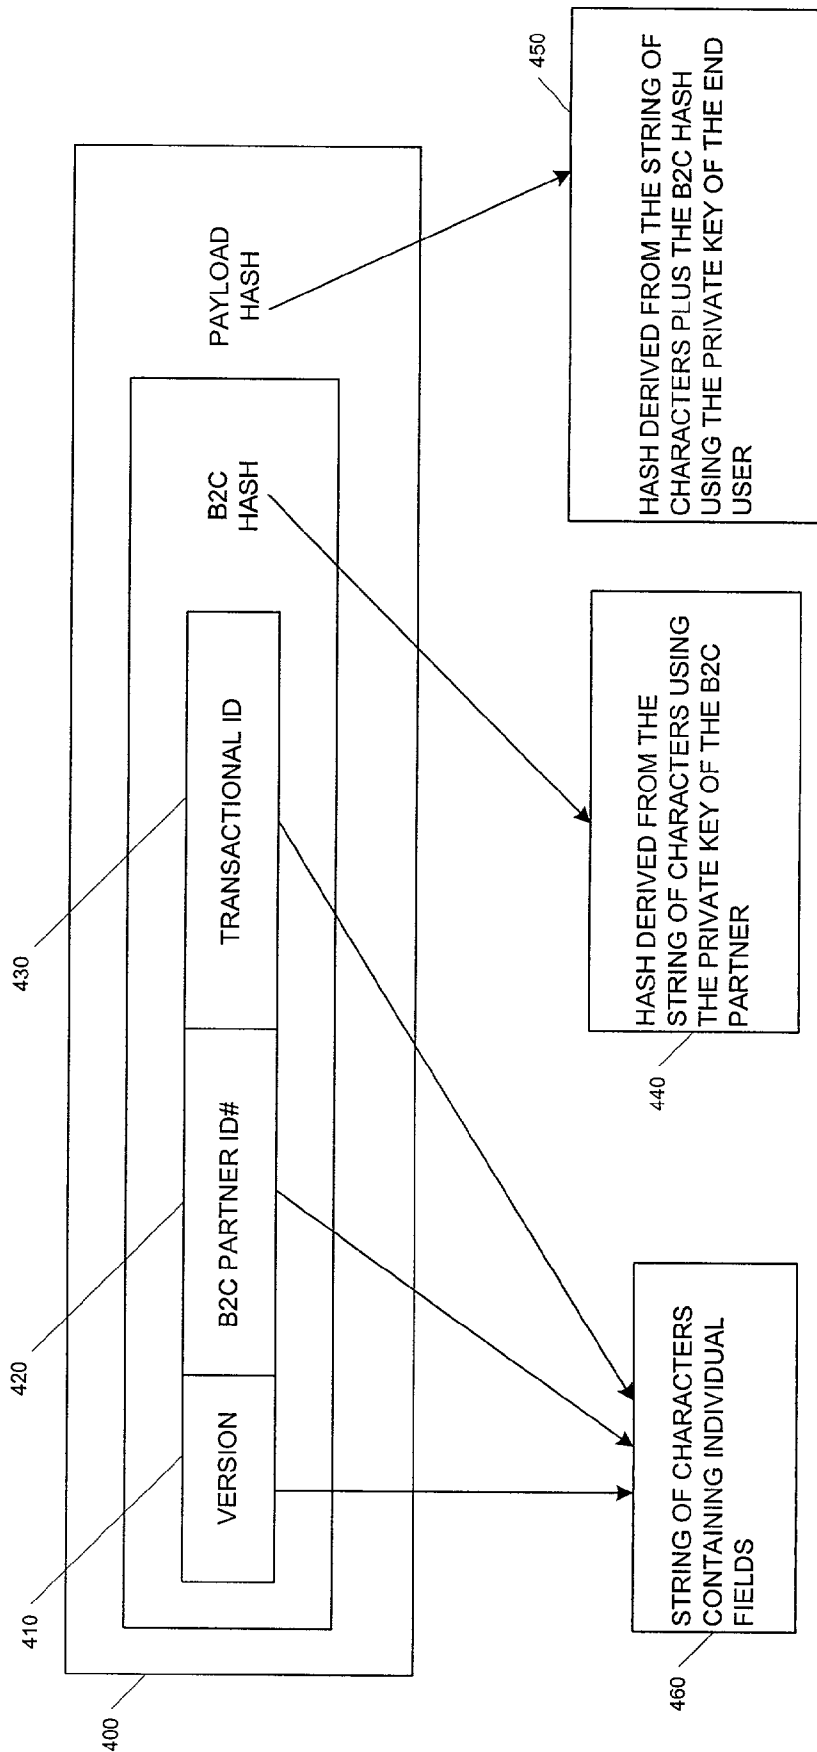 400
410
VERSION
420
B2C PARTNER ID#
430
TRANSACTIONAL ID
B2C
HASH
PAYLOAD
HASH
460
STRING OF CHARACTERS
CONTAINING INDIVIDUAL
FIELDS
440
HASH DERIVED FROM THE
STRING OF CHARACTERS USING
THE PRIVATE KEY OF THE B2C
PARTNER
450
HASH DERIVED FROM THE STRING OF
CHARACTERS PLUS THE B2C HASH
USING THE PRIVATE KEY OF THE END
USER